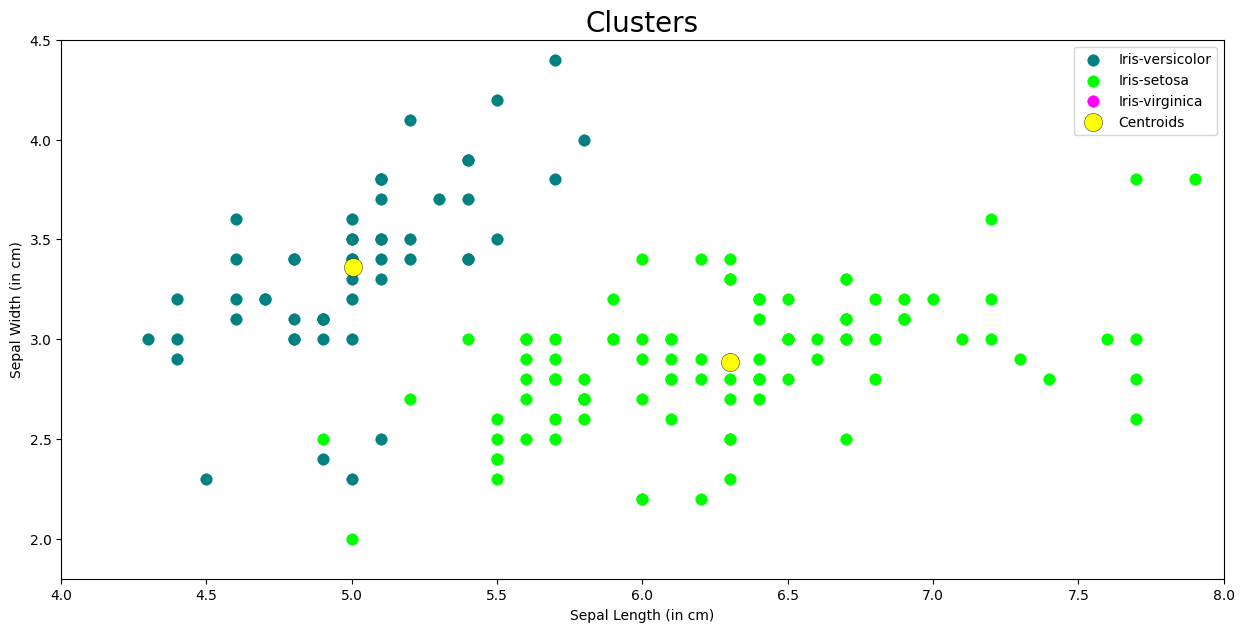 Clusters
4.5
4.0
3.5
3.0
2.5
2.0
Sepal Width (in cm)
Iris-versicolor
Iris-setosa
Iris-virginica
Centroids
4.0 4.5 5.0 5.5 6.0 6.5 7.0 7.5 8.0
Sepal Length (in cm)